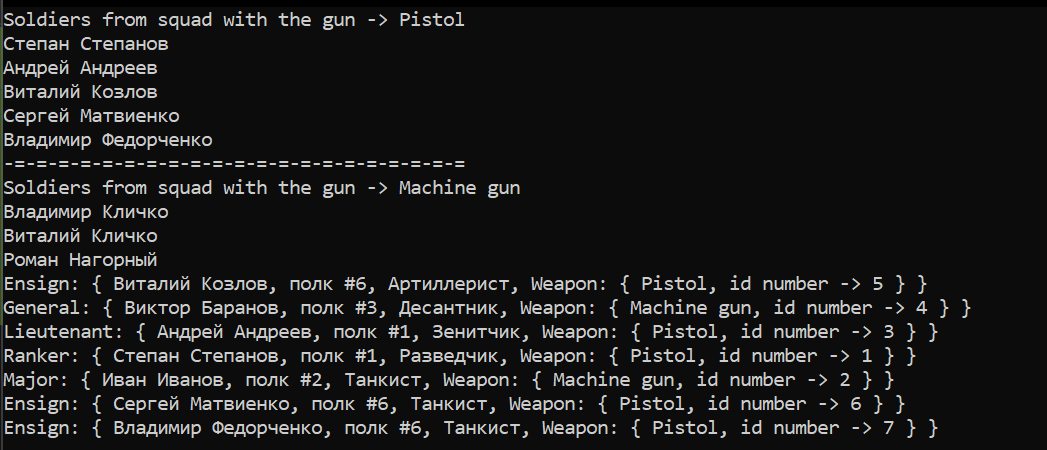 Soldiers from squad with the gun -> Pistol
Степан Степанов
Андрей Андреев
Виталий Козлов
Сергей Матвиенко
Владимир Федорченко
-=-=-=-=-=-=-=-=-=-=-=-=-=-=-=-=-=-=-=-=-=
Soldiers from squad with the gun -> Machine gun
Владимир Кличко
Виталий Кличко
Роман Нагорный
Ensign: { Виталий Козлов, полк #6, Артиллерист, Weapon: { Pistol, id number -> 5 } }
General: { Виктор Баранов, полк #3, Десантник, Weapon: { Machine gun, id number -> 4 } }
Lieutenant: { Андрей Андреев, полк #1, Зенитчик, Weapon: { Pistol, id number -> 3 } }
Ranker: { Степан Степанов, полк #1, Разведчик, Weapon: { Pistol, id number -> 1 } }
Major: { Иван Иванов, полк #2, Танкист, Weapon: { Machine gun, id number -> 2 } }
Ensign: { Сергей Матвиенко, полк #6, Танкист, Weapon: { Pistol, id number -> 6 } }
Ensign: { Владимир Федорченко, полк #6, Танкист, Weapon: { Pistol, id number -> 7 } }